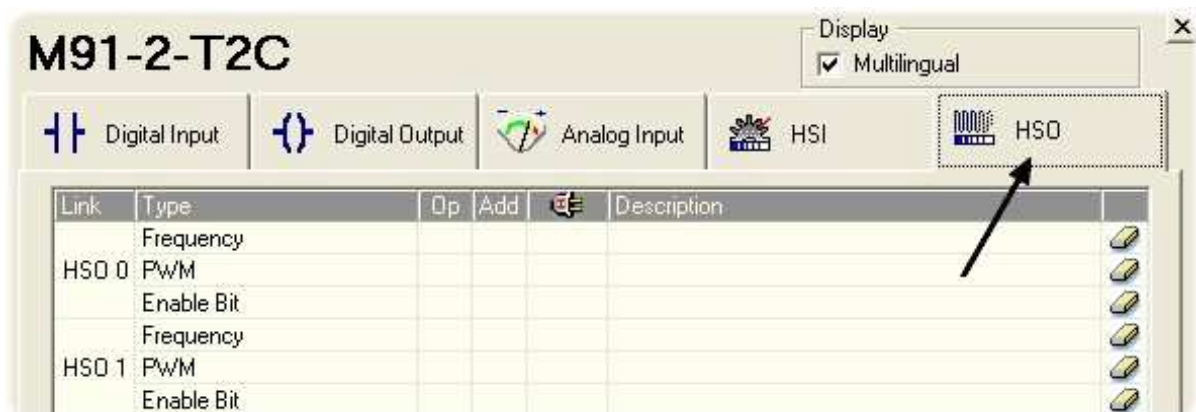 M91-2-T2C
Display
Multilingual
Digital Input Digital Output Analog Input HSI HSO
Link Type Op Add Description
Frequency
HSO 0 PWM
Enable Bit
Frequency
HSO 1 PWM
Enable Bit